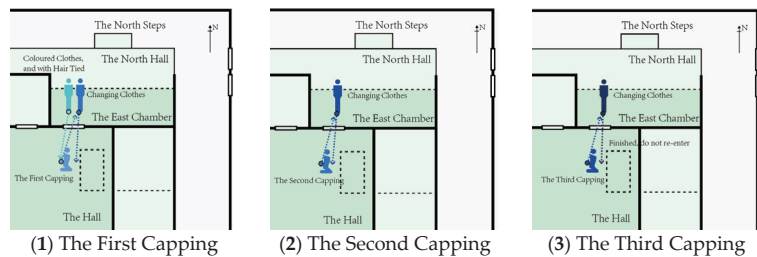 The North Steps
N
Coloured Clothes,
and with Hair Tied
The North Hall
Changing Clothes
The East Chamber
The First Capping
The Hall
(1) The First Capping
The North Steps
N
The North Hall
Changing Clothes
The East Chamber
The Second Capping
The Hall
(2) The Second Capping
The North Steps
N
The North Hall
Changing Clothes
The East Chamber
Finished, do not re-enter
The Third Capping
The Hall
(3) The Third Capping